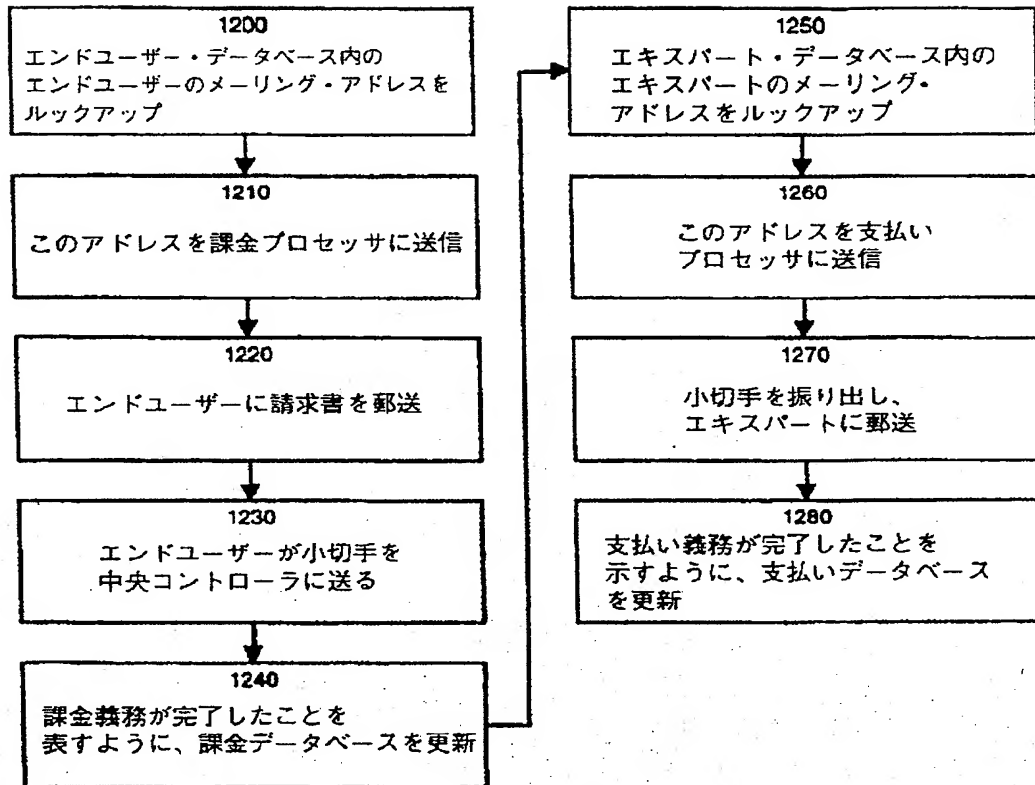 1200
エンドユーザー・データベース内の
エンドユーザーのメーリング・アドレスを
ルックアップ
1210
このアドレスを課金プロセッサに送信
1220
エンドユーザーに請求書を郵送
1230
エンドユーザーが小切手を
中央コントローラに送る
1240
課金義務が完了したことを
表すように、課金データベースを更新
1250
エキスパート・データベース内の
エキスパートのメーリング・
アドレスをルックアップ
1260
このアドレスを支払い
プロセッサに送信
1270
小切手を振り出し、
エキスパートに郵送
1280
支払い義務が完了したことを
示すように、支払いデータベース
を更新